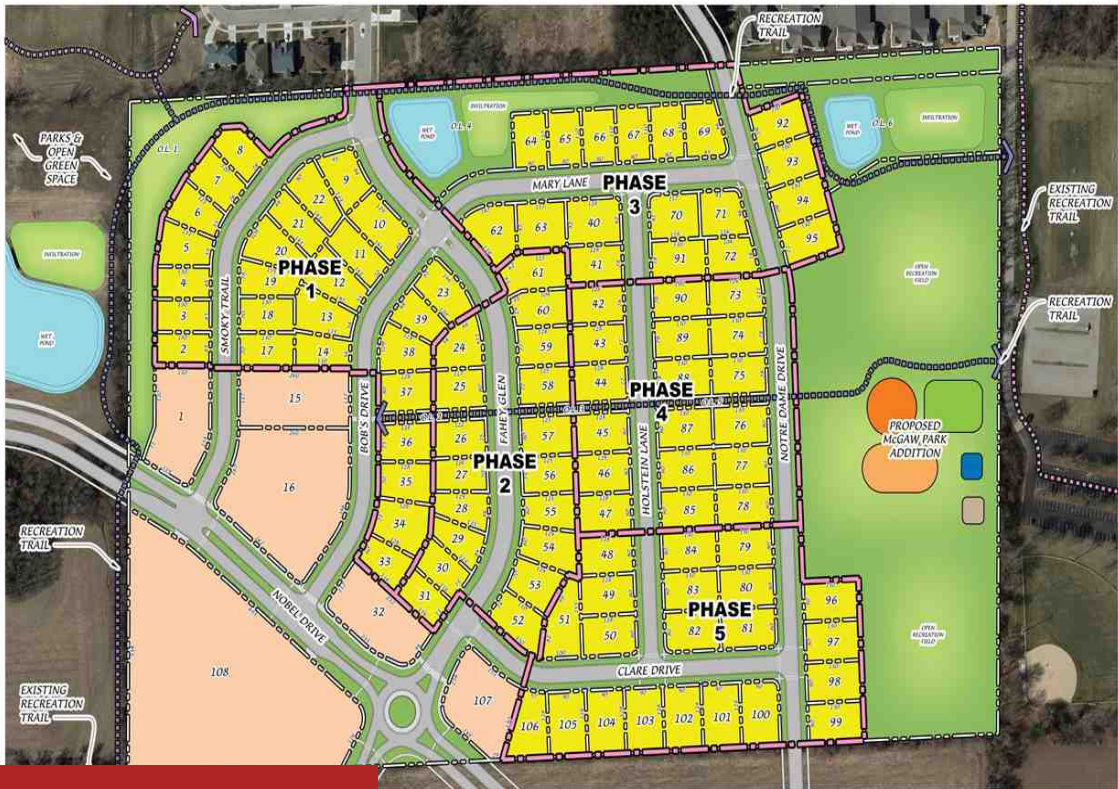 RECREATION
TRAIL
PARKS &
OPEN
GREEN
SPACE
O.L. 1
WET
POND
O.L. 4
INFILTRATION
WET
POND
O.L. 6
INFILTRATION
EXISTING
RECREATION
TRAIL
INFILTRATION
WET
POND
OPEN
RECREATION
FIELD
RECREATION
TRAIL
PHASE
1
PHASE
2
PHASE
3
PHASE
4
PHASE
5
MARY LANE
SMOKY TRAIL
BOB'S DRIVE
FAHEY GLEN
HOLSTEIN LANE
NOTRE DAME DRIVE
CLARE DRIVE
NOBEL DRIVE
PROPOSED
McGAW PARK
ADDITION
OPEN
RECREATION
FIELD
RECREATION
TRAIL
EXISTING
RECREATION
TRAIL
1
2
3
4
5
6
7
8
9
10
11
12
13
14
15
16
17
18
19
20
21
22
23
24
25
26
27
28
29
30
31
32
33
34
35
36
37
38
39
40
41
42
43
44
45
46
47
48
49
50
51
52
53
54
55
56
57
58
59
60
61
62
63
64
65
66
67
68
69
70
71
72
73
74
75
76
77
78
79
80
81
82
83
84
85
86
87
88
89
90
91
92
93
94
95
96
97
98
99
100
101
102
103
104
105
106
107
108